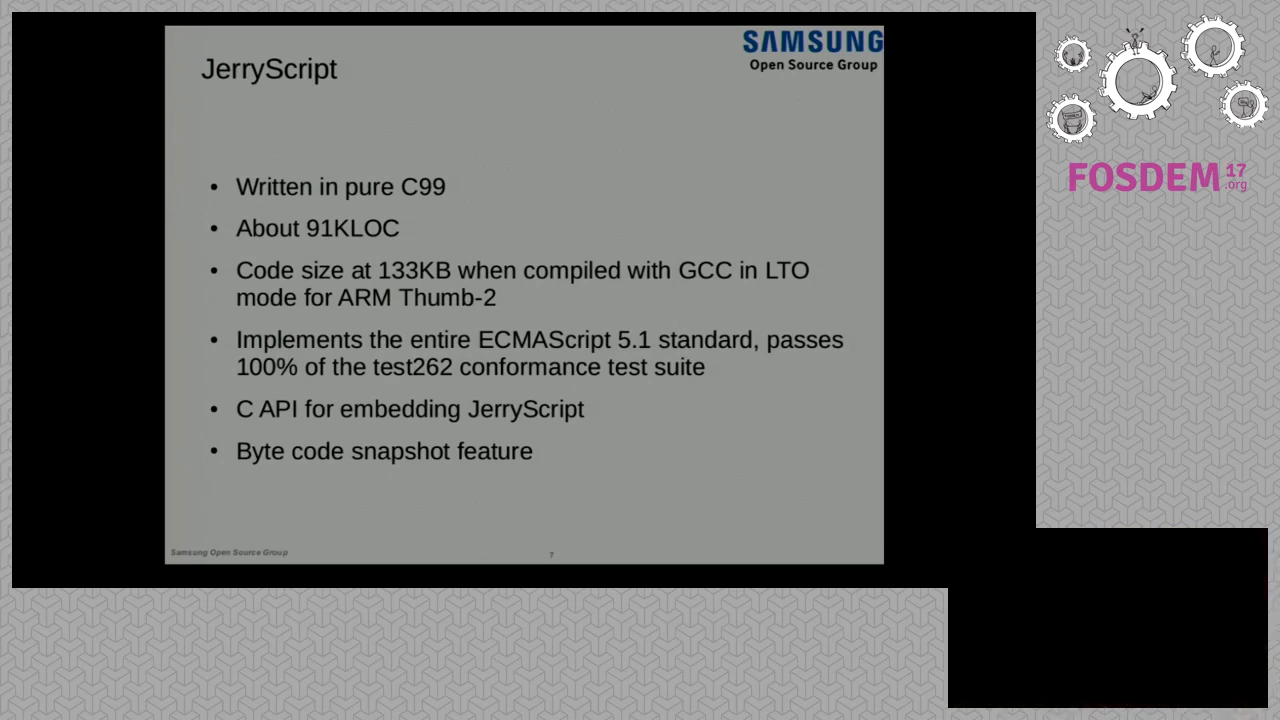 JerryScript
SAMSUNG
Open Source Group
• Written in pure C99
• About 91KLOC
• Code size at 133KB when compiled with GCC in LTO
mode for ARM Thumb-2
• Implements the entire ECMAScript 5.1 standard, passes
100% of the test262 conformance test suite
• C API for embedding JerryScript
• Byte code snapshot feature
Samsung Open Source Group
7
FOSDEM 17
.org